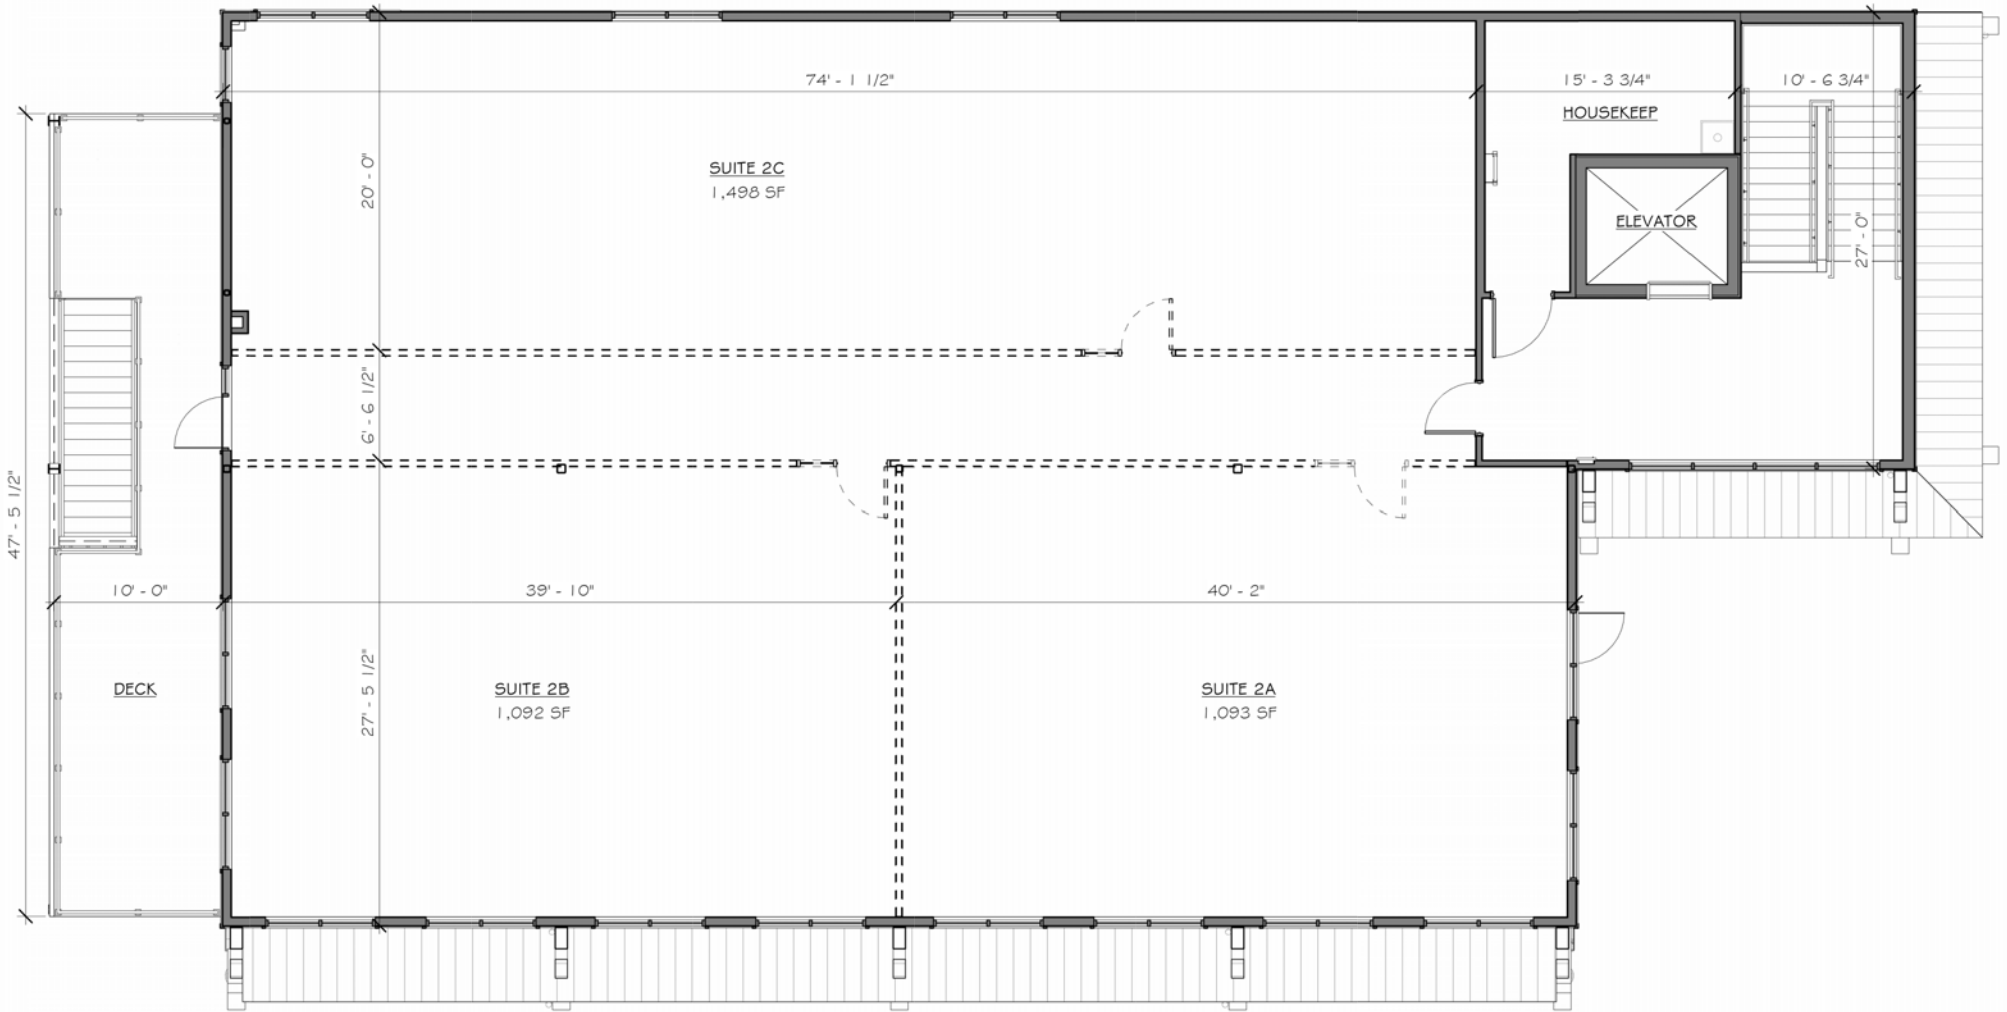 74' - 1 1/2"
15' - 3 3/4"
10' - 6 3/4"
HOUSEKEEP
20' - 0"
SUITE 2C
1,498 SF
ELEVATOR
27' - 0"
6' - 6 1/2"
47' - 5 1/2"
10' - 0"
39' - 10"
40' - 2"
27' - 5 1/2"
DECK
SUITE 2B
1,092 SF
SUITE 2A
1,093 SF